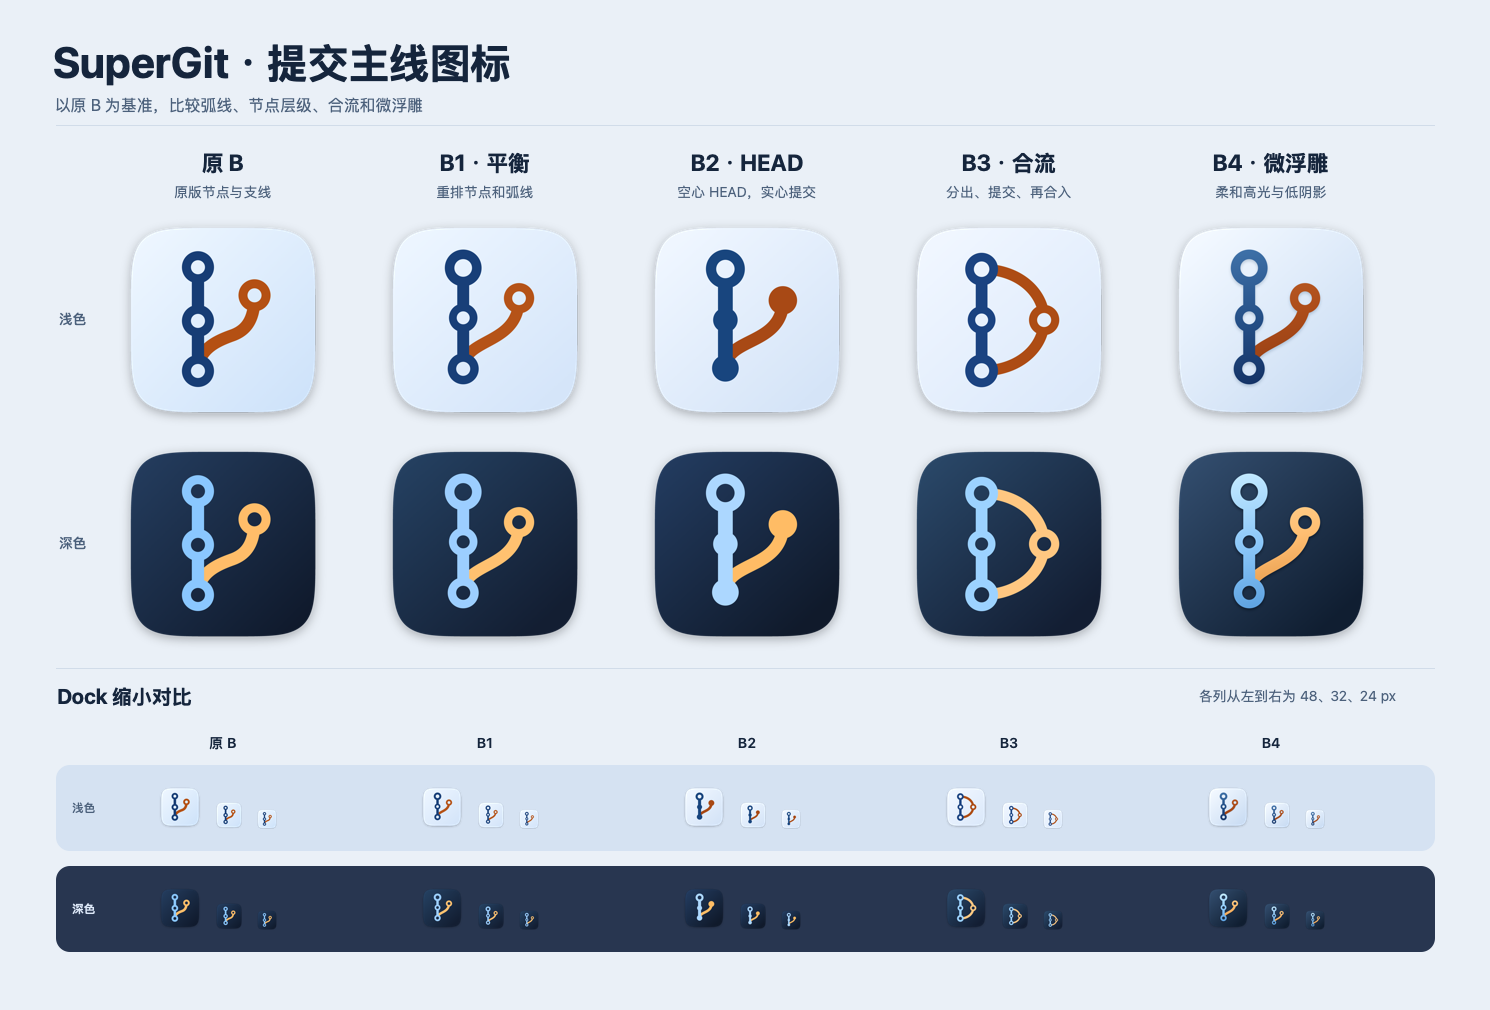 SuperGit · 提交主线图标
以原 B 为基准，比较弧线、节点层级、合流和微浮雕
原 B
B1 · 平衡
B2 · HEAD
B3 · 合流
B4 · 微浮雕
原版节点与支线
重排节点和弧线
空心 HEAD，实心提交
分出、提交、再合入
柔和高光与低阴影
浅色
深色
Dock 缩小对比
各列从左到右为 48、32、24 px
原 B
B1
B2
B3
B4
浅色
深色